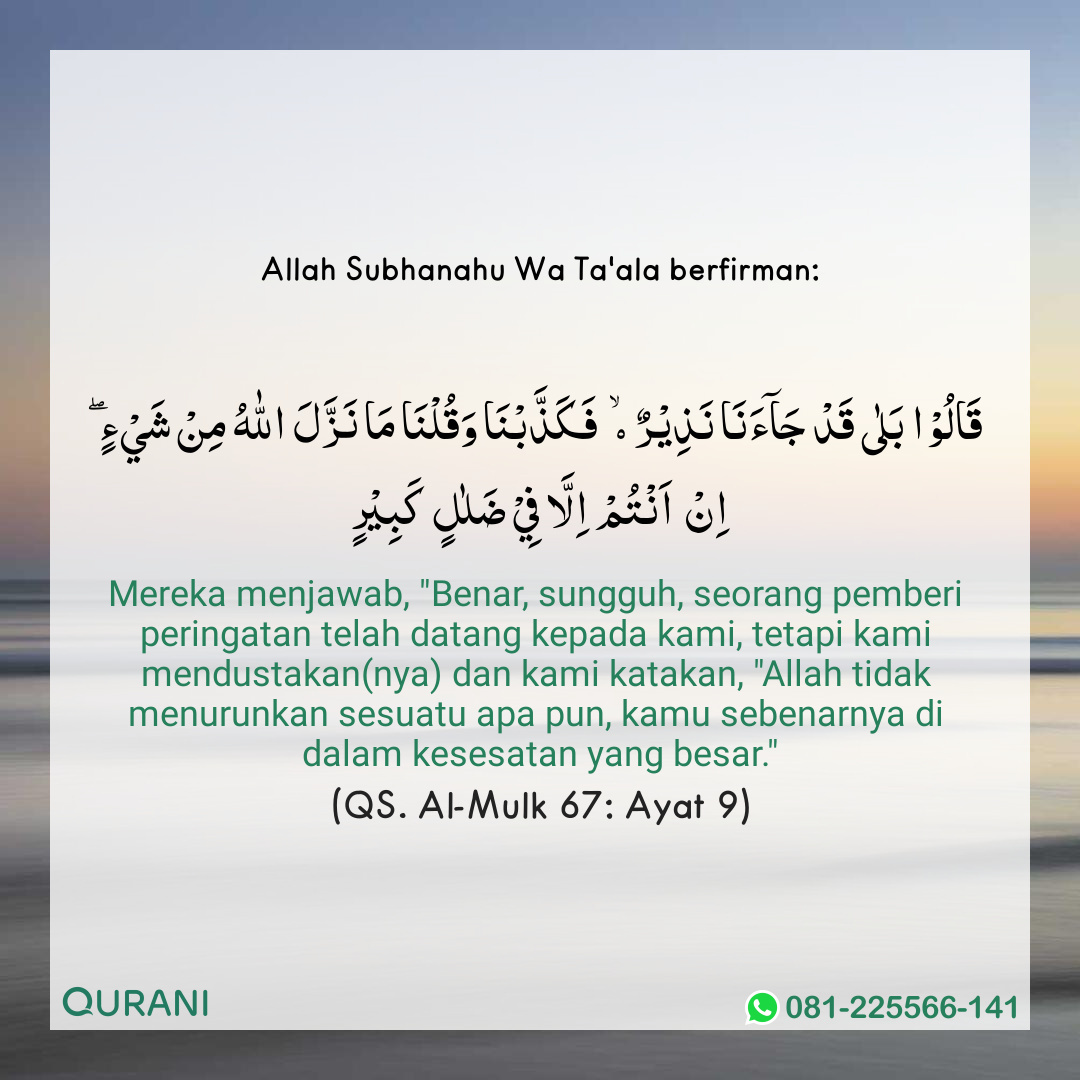 Allah Subhanahu Wa Ta'ala berfirman:
قَالُوْا بَلٰى قَدْ جَآءَنَا نَذِيْرٌ ەۙ فَكَذَّبْنَا وَقُلْنَا مَا نَزَّلَ اللّٰهُ مِنْ شَيْءٍ ۖ
اِنْ اَنْتُمْ اِلَّا فِيْ ضَلٰلٍ كَبِيْرٍ
Mereka menjawab, "Benar, sungguh, seorang pemberi
peringatan telah datang kepada kami, tetapi kami
mendustakan(nya) dan kami katakan, "Allah tidak
menurunkan sesuatu apa pun, kamu sebenarnya di
dalam kesesatan yang besar."
(QS. Al-Mulk 67: Ayat 9)
QURANI
081-225566-141